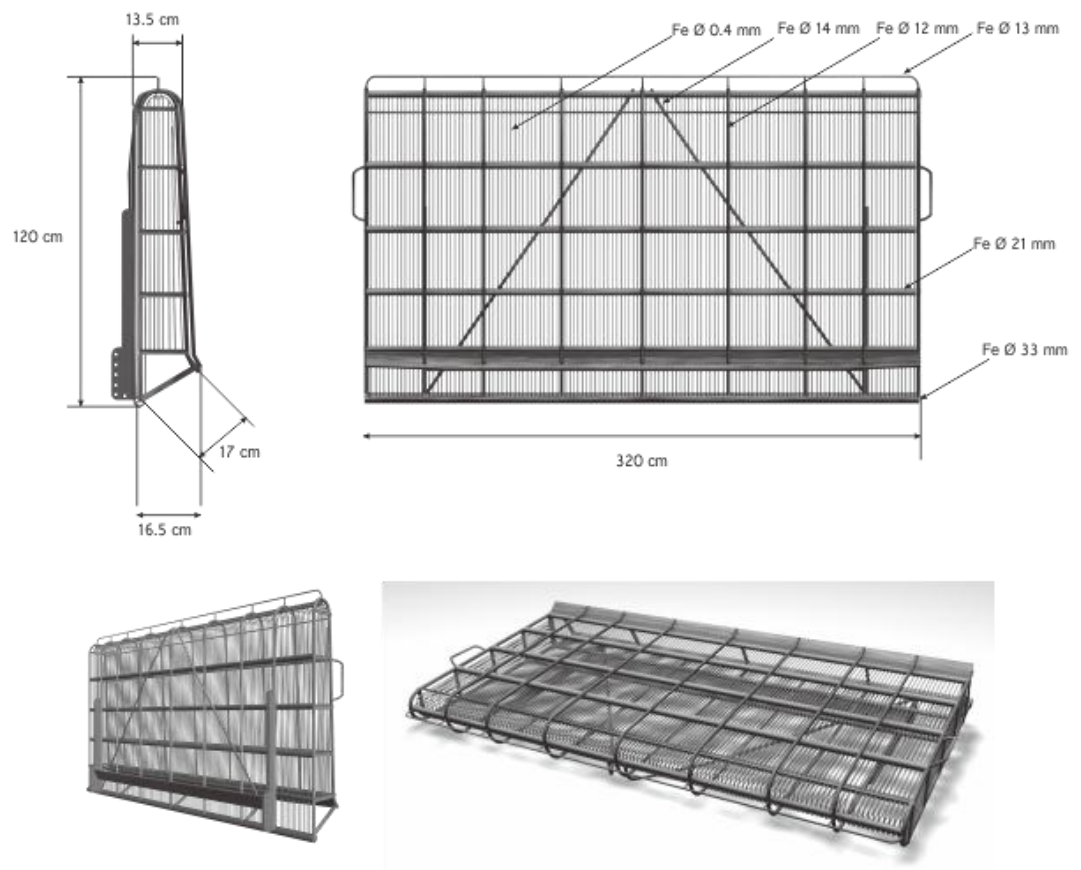 13.5 cm
Fe Ø 0.4 mm
Fe Ø 14 mm
Fe Ø 12 mm
Fe Ø 13 mm
120 cm
Fe Ø 21 mm
Fe Ø 33 mm
17 cm
320 cm
16.5 cm